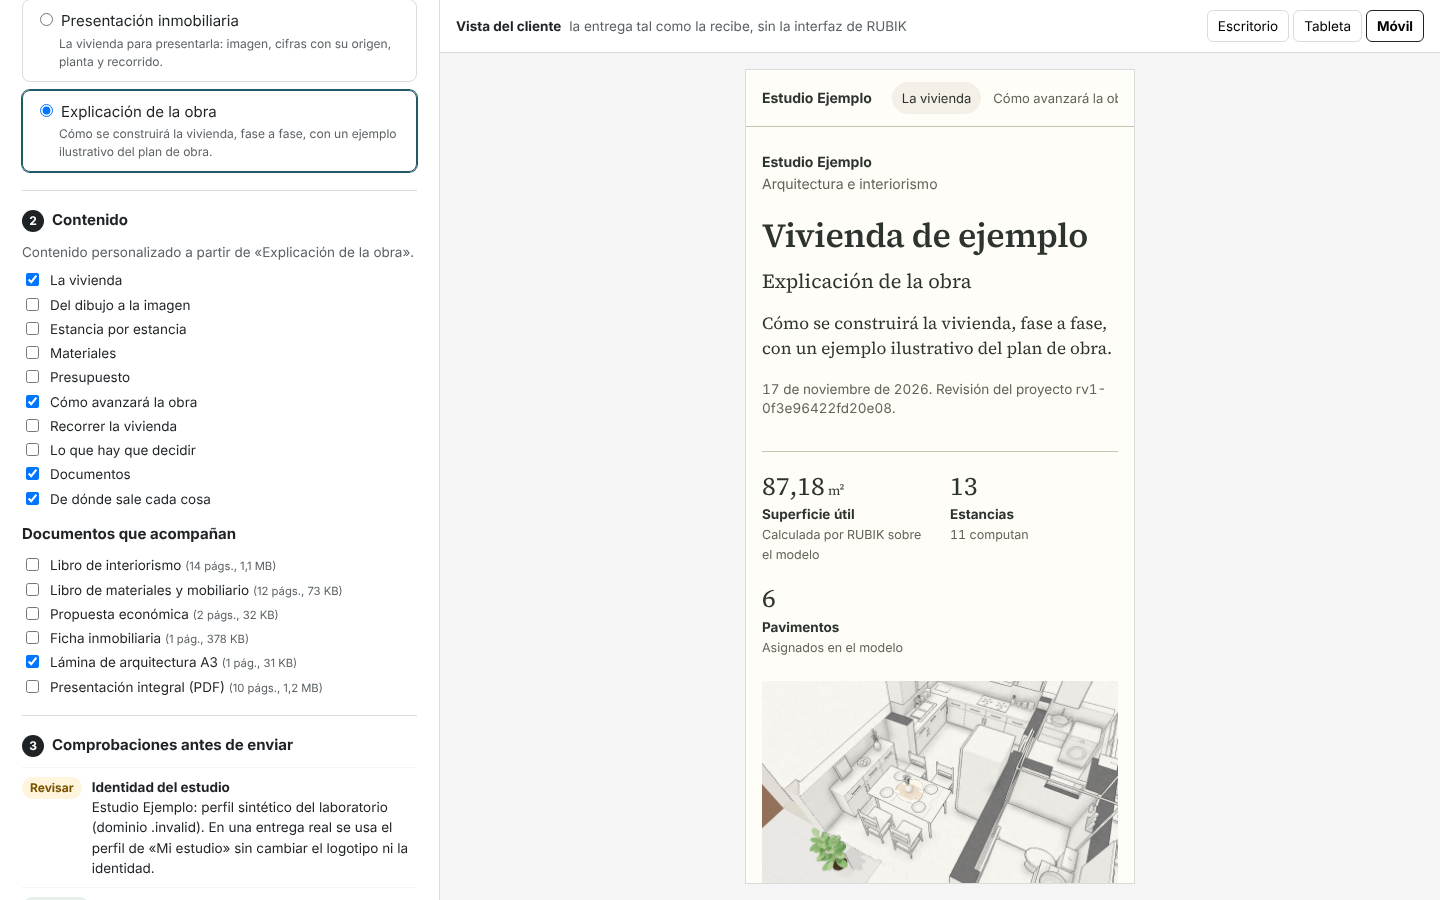 Presentación inmobiliaria
La vivienda para presentarla: imagen, cifras con su origen,
planta y recorrido.
Explicación de la obra
Cómo se construirá la vivienda, fase a fase, con un ejemplo
ilustrativo del plan de obra.
2 Contenido
Contenido personalizado a partir de «Explicación de la obra».
La vivienda
Del dibujo a la imagen
Estancia por estancia
Materiales
Presupuesto
Cómo avanzará la obra
Recorrer la vivienda
Lo que hay que decidir
Documentos
De dónde sale cada cosa
Documentos que acompañan
Libro de interiorismo (14 págs., 1,1 MB)
Libro de materiales y mobiliario (12 págs., 73 KB)
Propuesta económica (2 págs., 32 KB)
Ficha inmobiliaria (1 pág., 378 KB)
Lámina de arquitectura A3 (1 pág., 31 KB)
Presentación integral (PDF) (10 págs., 1,2 MB)
3 Comprobaciones antes de enviar
Revisar Identidad del estudio
Estudio Ejemplo: perfil sintético del laboratorio
(dominio .invalid). En una entrega real se usa el
perfil de «Mi estudio» sin cambiar el logotipo ni la
identidad.
Vista del cliente la entrega tal como la recibe, sin la interfaz de RUBIK
Escritorio Tableta Móvil
Estudio Ejemplo La vivienda Cómo avanzará la ob
Estudio Ejemplo
Arquitectura e interiorismo
Vivienda de ejemplo
Explicación de la obra
Cómo se construirá la vivienda, fase a fase,
con un ejemplo ilustrativo del plan de obra.
17 de noviembre de 2026. Revisión del proyecto rv1-
0f3e96422fd20e08.
87,18 m²
Superficie útil
Calculada por RUBIK sobre
el modelo
13
Estancias
11 computan
6
Pavimentos
Asignados en el modelo